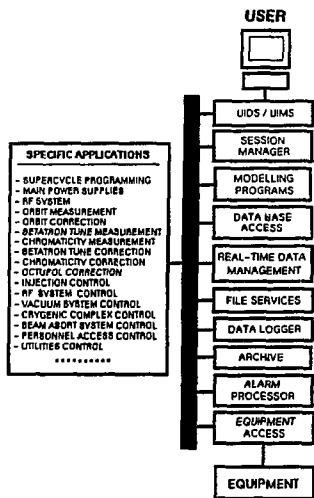 USER
UIDS / UIMS
SESSION
MANAGER
MODELLING
PROGRAMS
DATA BASE
ACCESS
REAL-TIME DATA
MANAGEMENT
FILE SERVICES
DATA LOGGER
ARCHIVE
ALARM
PROCESSOR
EQUIPMENT
ACCESS
EQUIPMENT
SPECIFIC APPLICATIONS
- SUPERCYCLE PROGRAMMING
- MAIN POWER SUPPLIES
- RF SYSTEM
- ORBIT MEASUREMENT
- ORBIT CORRECTION
- BETATRON TUNE MEASUREMENT
- CHROMATICITY MEASUREMENT
- BETATRON TUNE CORRECTION
- CHROMATICITY CORRECTION
- OCTUPOL CORRECTION
- INJECTION CONTROL
- RF SYSTEM CONTROL
- VACUUM SYSTEM CONTROL
- CRYGENIC COMPLEX CONTROL
- BEAM ABORT SYSTEM CONTROL
- PERSONNEL ACCESS CONTROL
- UTILITIES CONTROL
**********